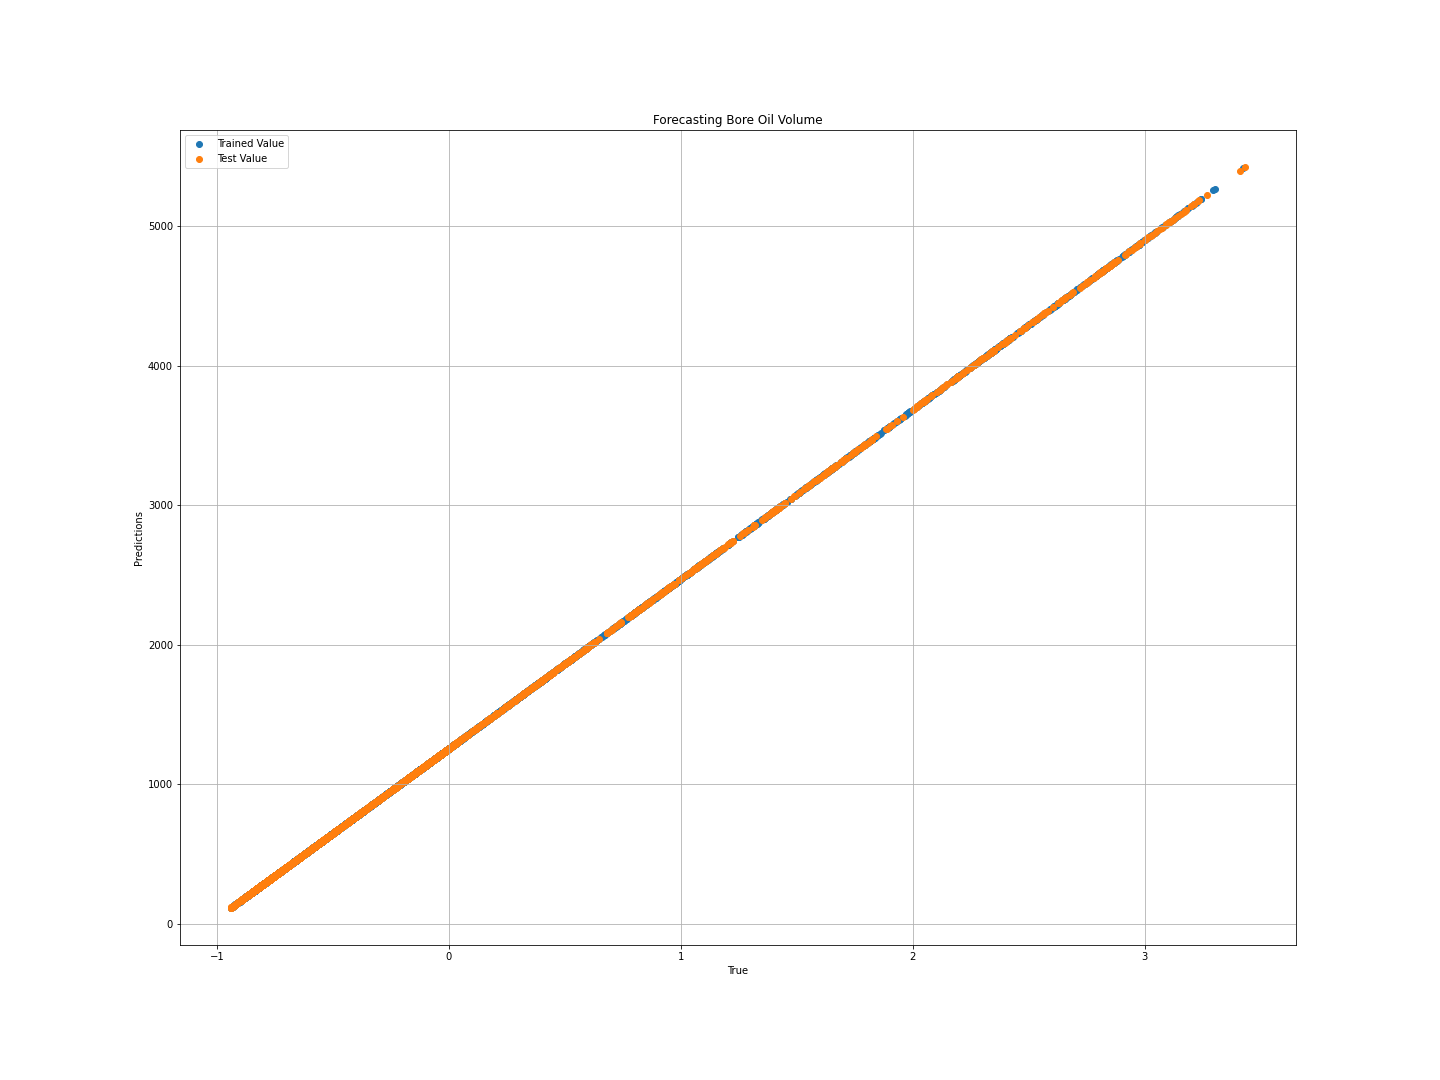 Forecasting Bore Oil Volume
Trained Value
Test Value
5000
4000
3000
2000
1000
0
Predictions
−1
0
1
2
3
True